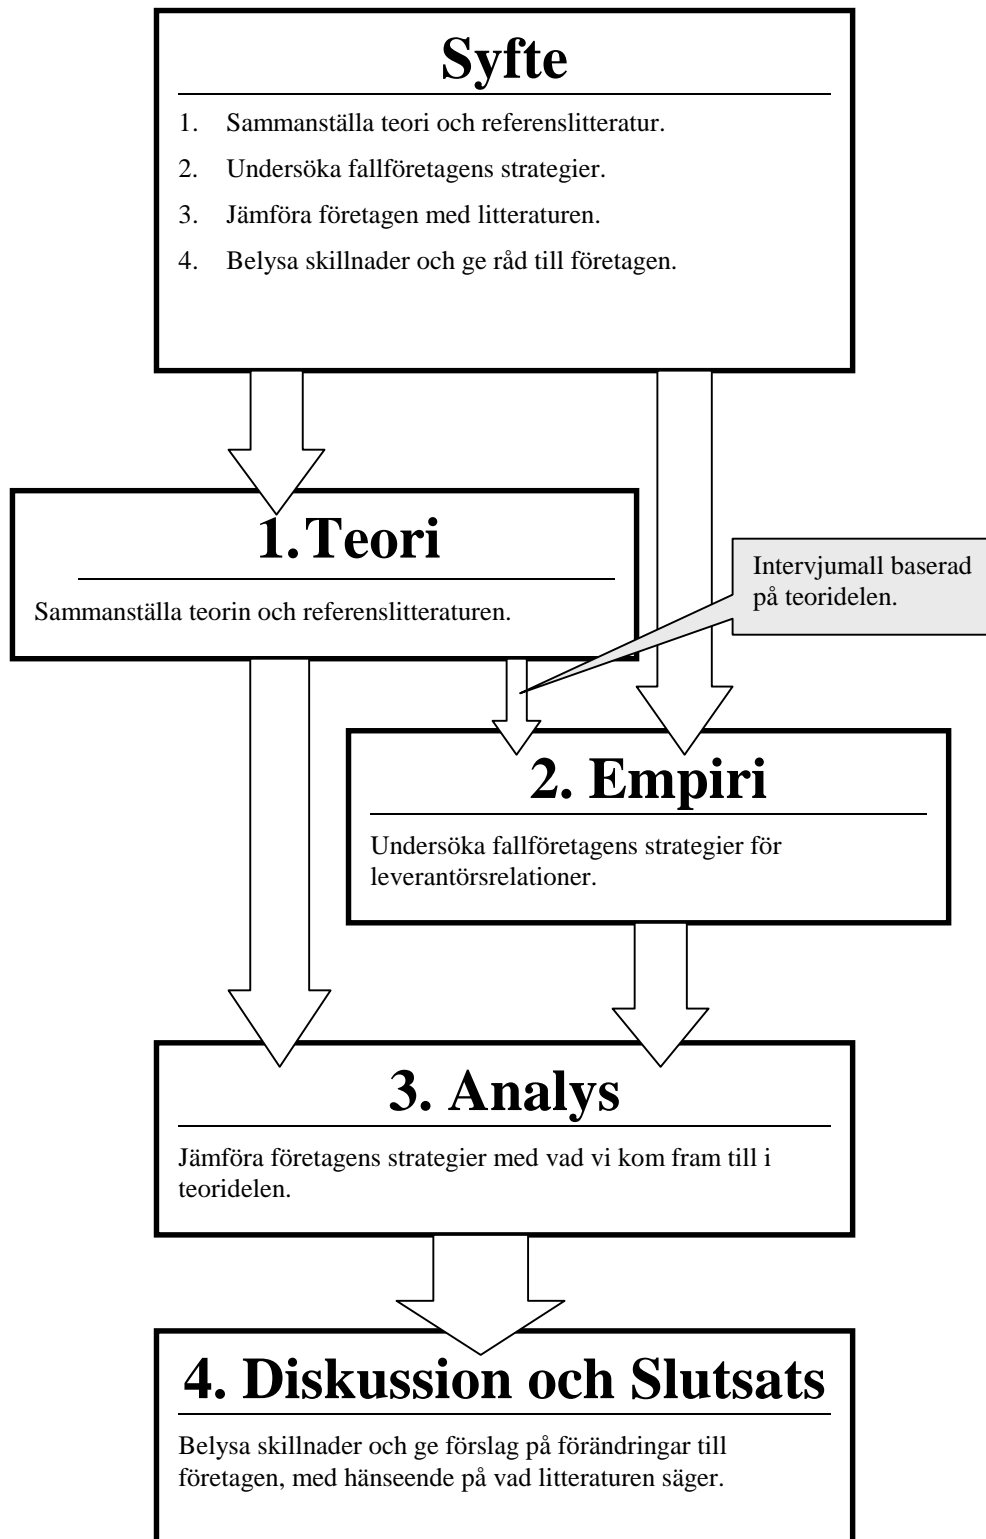 Syfte
1. Sammanställa teori och referenslitteratur.
2. Undersöka fallföretagens strategier.
3. Jämföra företagen med litteraturen.
4. Belysa skillnader och ge råd till företagen.
1. Teori
Sammanställa teorin och referenslitteraturen.
Intervjumall baserad
på teoridelen.
2. Empiri
Undersöka fallföretagens strategier för
leverantörsrelationer.
3. Analys
Jämföra företagens strategier med vad vi kom fram till i
teoridelen.
4. Diskussion och Slutsats
Belysa skillnader och ge förslag på förändringar till
företagen, med hänseende på vad litteraturen säger.